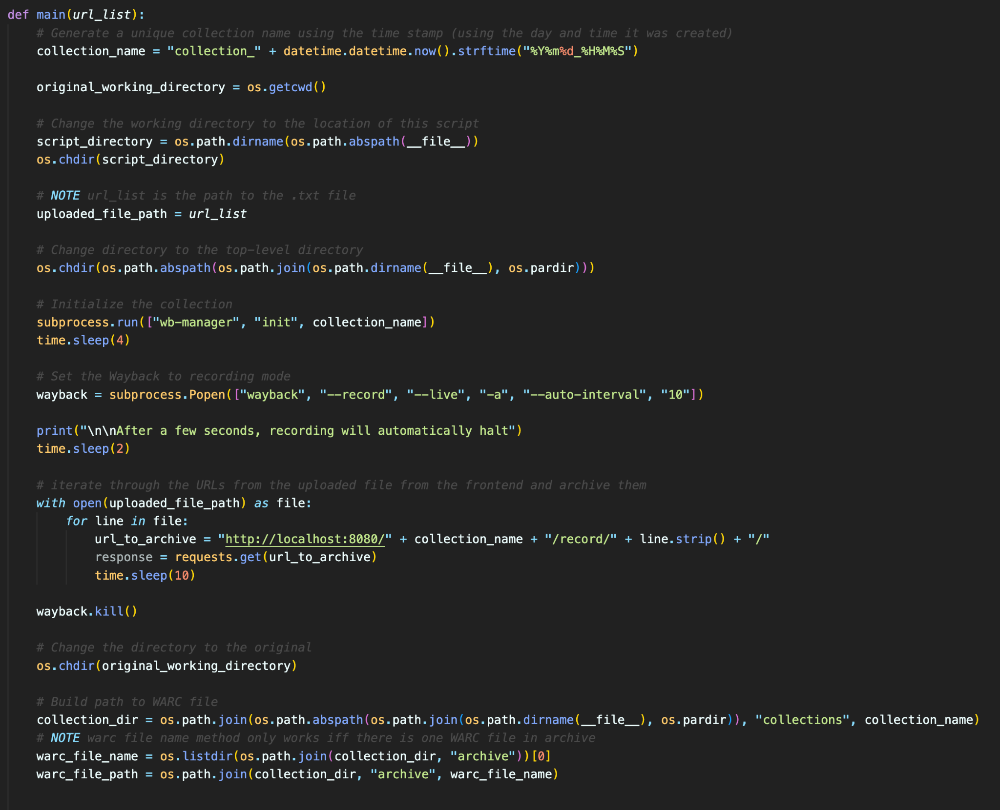 def main(url_list):
    # Generate a unique collection name using the time stamp (using the day and time it was created)
    collection_name = "collection_" + datetime.datetime.now().strftime("%Y%m%d_%H%M%S")

    original_working_directory = os.getcwd()

    # Change the working directory to the location of this script
    script_directory = os.path.dirname(os.path.abspath(__file__))
    os.chdir(script_directory)

    # NOTE url_list is the path to the .txt file
    uploaded_file_path = url_list

    # Change directory to the top-level directory
    os.chdir(os.path.abspath(os.path.join(os.path.dirname(__file__), os.pardir)))

    # Initialize the collection
    subprocess.run(["wb-manager", "init", collection_name])
    time.sleep(4)

    # Set the Wayback to recording mode
    wayback = subprocess.Popen(["wayback", "--record", "--live", "-a", "--auto-interval", "10"])

    print("\n\nAfter a few seconds, recording will automatically halt")
    time.sleep(2)

    # iterate through the URLs from the uploaded file from the frontend and archive them
    with open(uploaded_file_path) as file:
        for line in file:
            url_to_archive = "http://localhost:8080/" + collection_name + "/record/" + line.strip() + "/"
            response = requests.get(url_to_archive)
            time.sleep(10)

    wayback.kill()

    # Change the directory to the original
    os.chdir(original_working_directory)

    # Build path to WARC file
    collection_dir = os.path.join(os.path.abspath(os.path.join(os.path.dirname(__file__), os.pardir)), "collections", collection_name)
    # NOTE warc file name method only works iff there is one WARC file in archive
    warc_file_name = os.listdir(os.path.join(collection_dir, "archive"))[0]
    warc_file_path = os.path.join(collection_dir, "archive", warc_file_name)